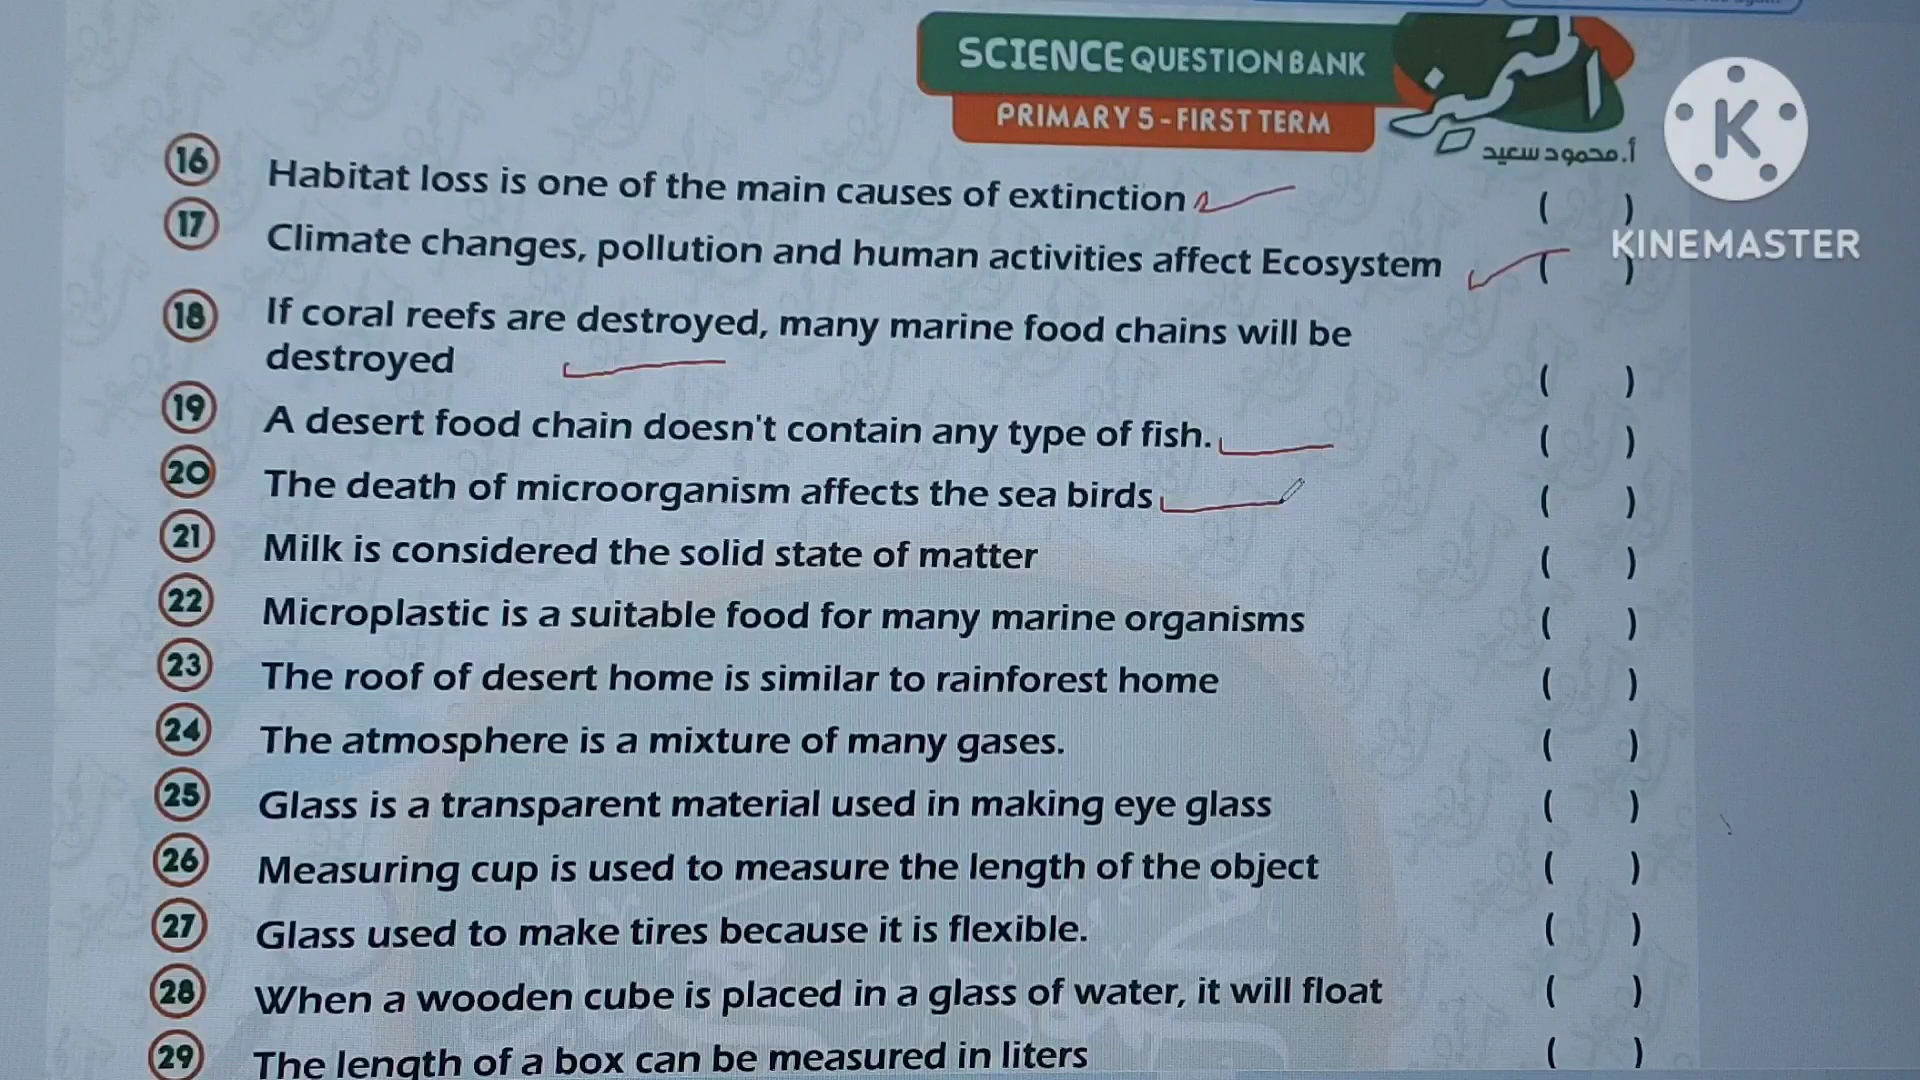 SCIENCE QUESTION BANK
PRIMARY 5 - FIRST TERM
المتميز
أ. محمود سعيد
K
KINEMASTER
16 Habitat loss is one of the main causes of extinction ( )
17 Climate changes, pollution and human activities affect Ecosystem ( )
18 If coral reefs are destroyed, many marine food chains will be
destroyed ( )
19 A desert food chain doesn't contain any type of fish. ( )
20 The death of microorganism affects the sea birds ( )
21 Milk is considered the solid state of matter ( )
22 Microplastic is a suitable food for many marine organisms ( )
23 The roof of desert home is similar to rainforest home ( )
24 The atmosphere is a mixture of many gases. ( )
25 Glass is a transparent material used in making eye glass ( )
26 Measuring cup is used to measure the length of the object ( )
27 Glass used to make tires because it is flexible. ( )
28 When a wooden cube is placed in a glass of water, it will float ( )
29 The length of a box can be measured in liters ( )